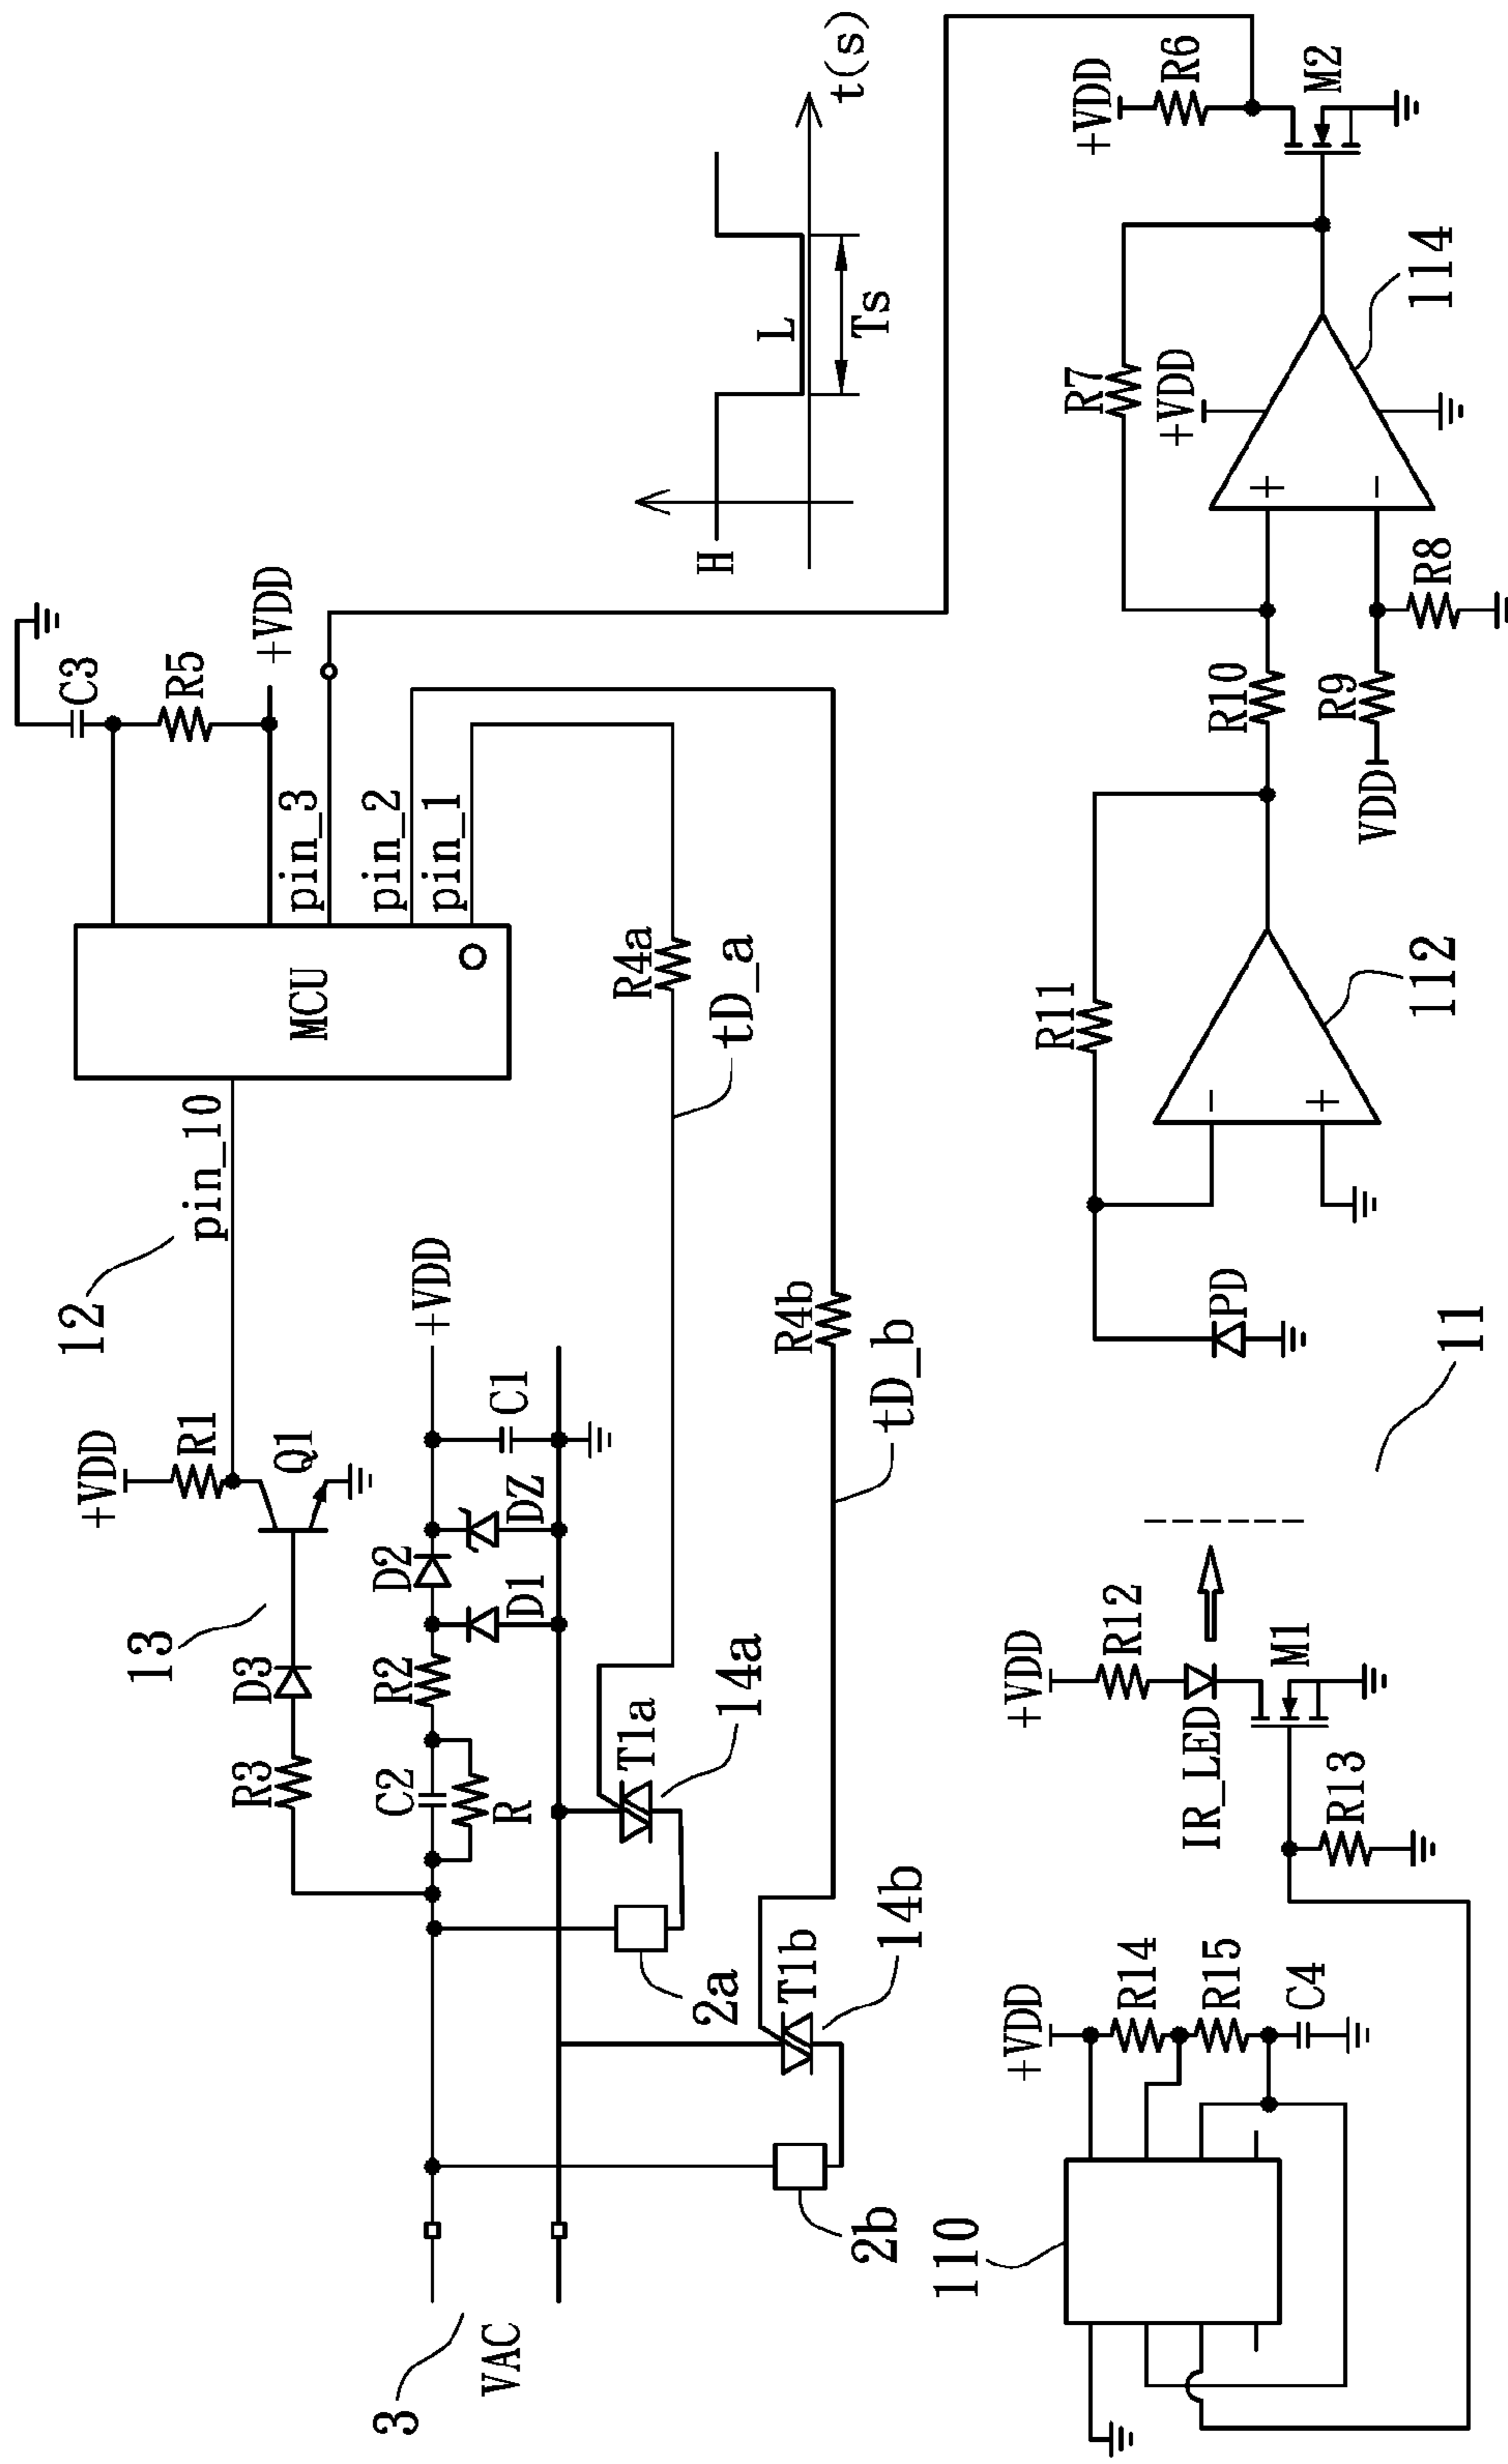 12
+VDD
R1
pin_10
MCU
C3
R5
+VDD
pin_3
pin_2
pin_1
13
D3
R3
Q1
3
VAC
C2
R
R2
D2
D1
DZ
C1
+VDD
2a
T1a
14a
R4a
tD_a
2b
T1b
14b
R4b
tD_b
H
L
Ts
t(s)
110
+VDD
R14
R15
C4
R13
+VDD
R12
IR_LED
M1
11
PD
R11
112
R10
VDD
R9
R8
R7
+VDD
114
+VDD
R6
M2